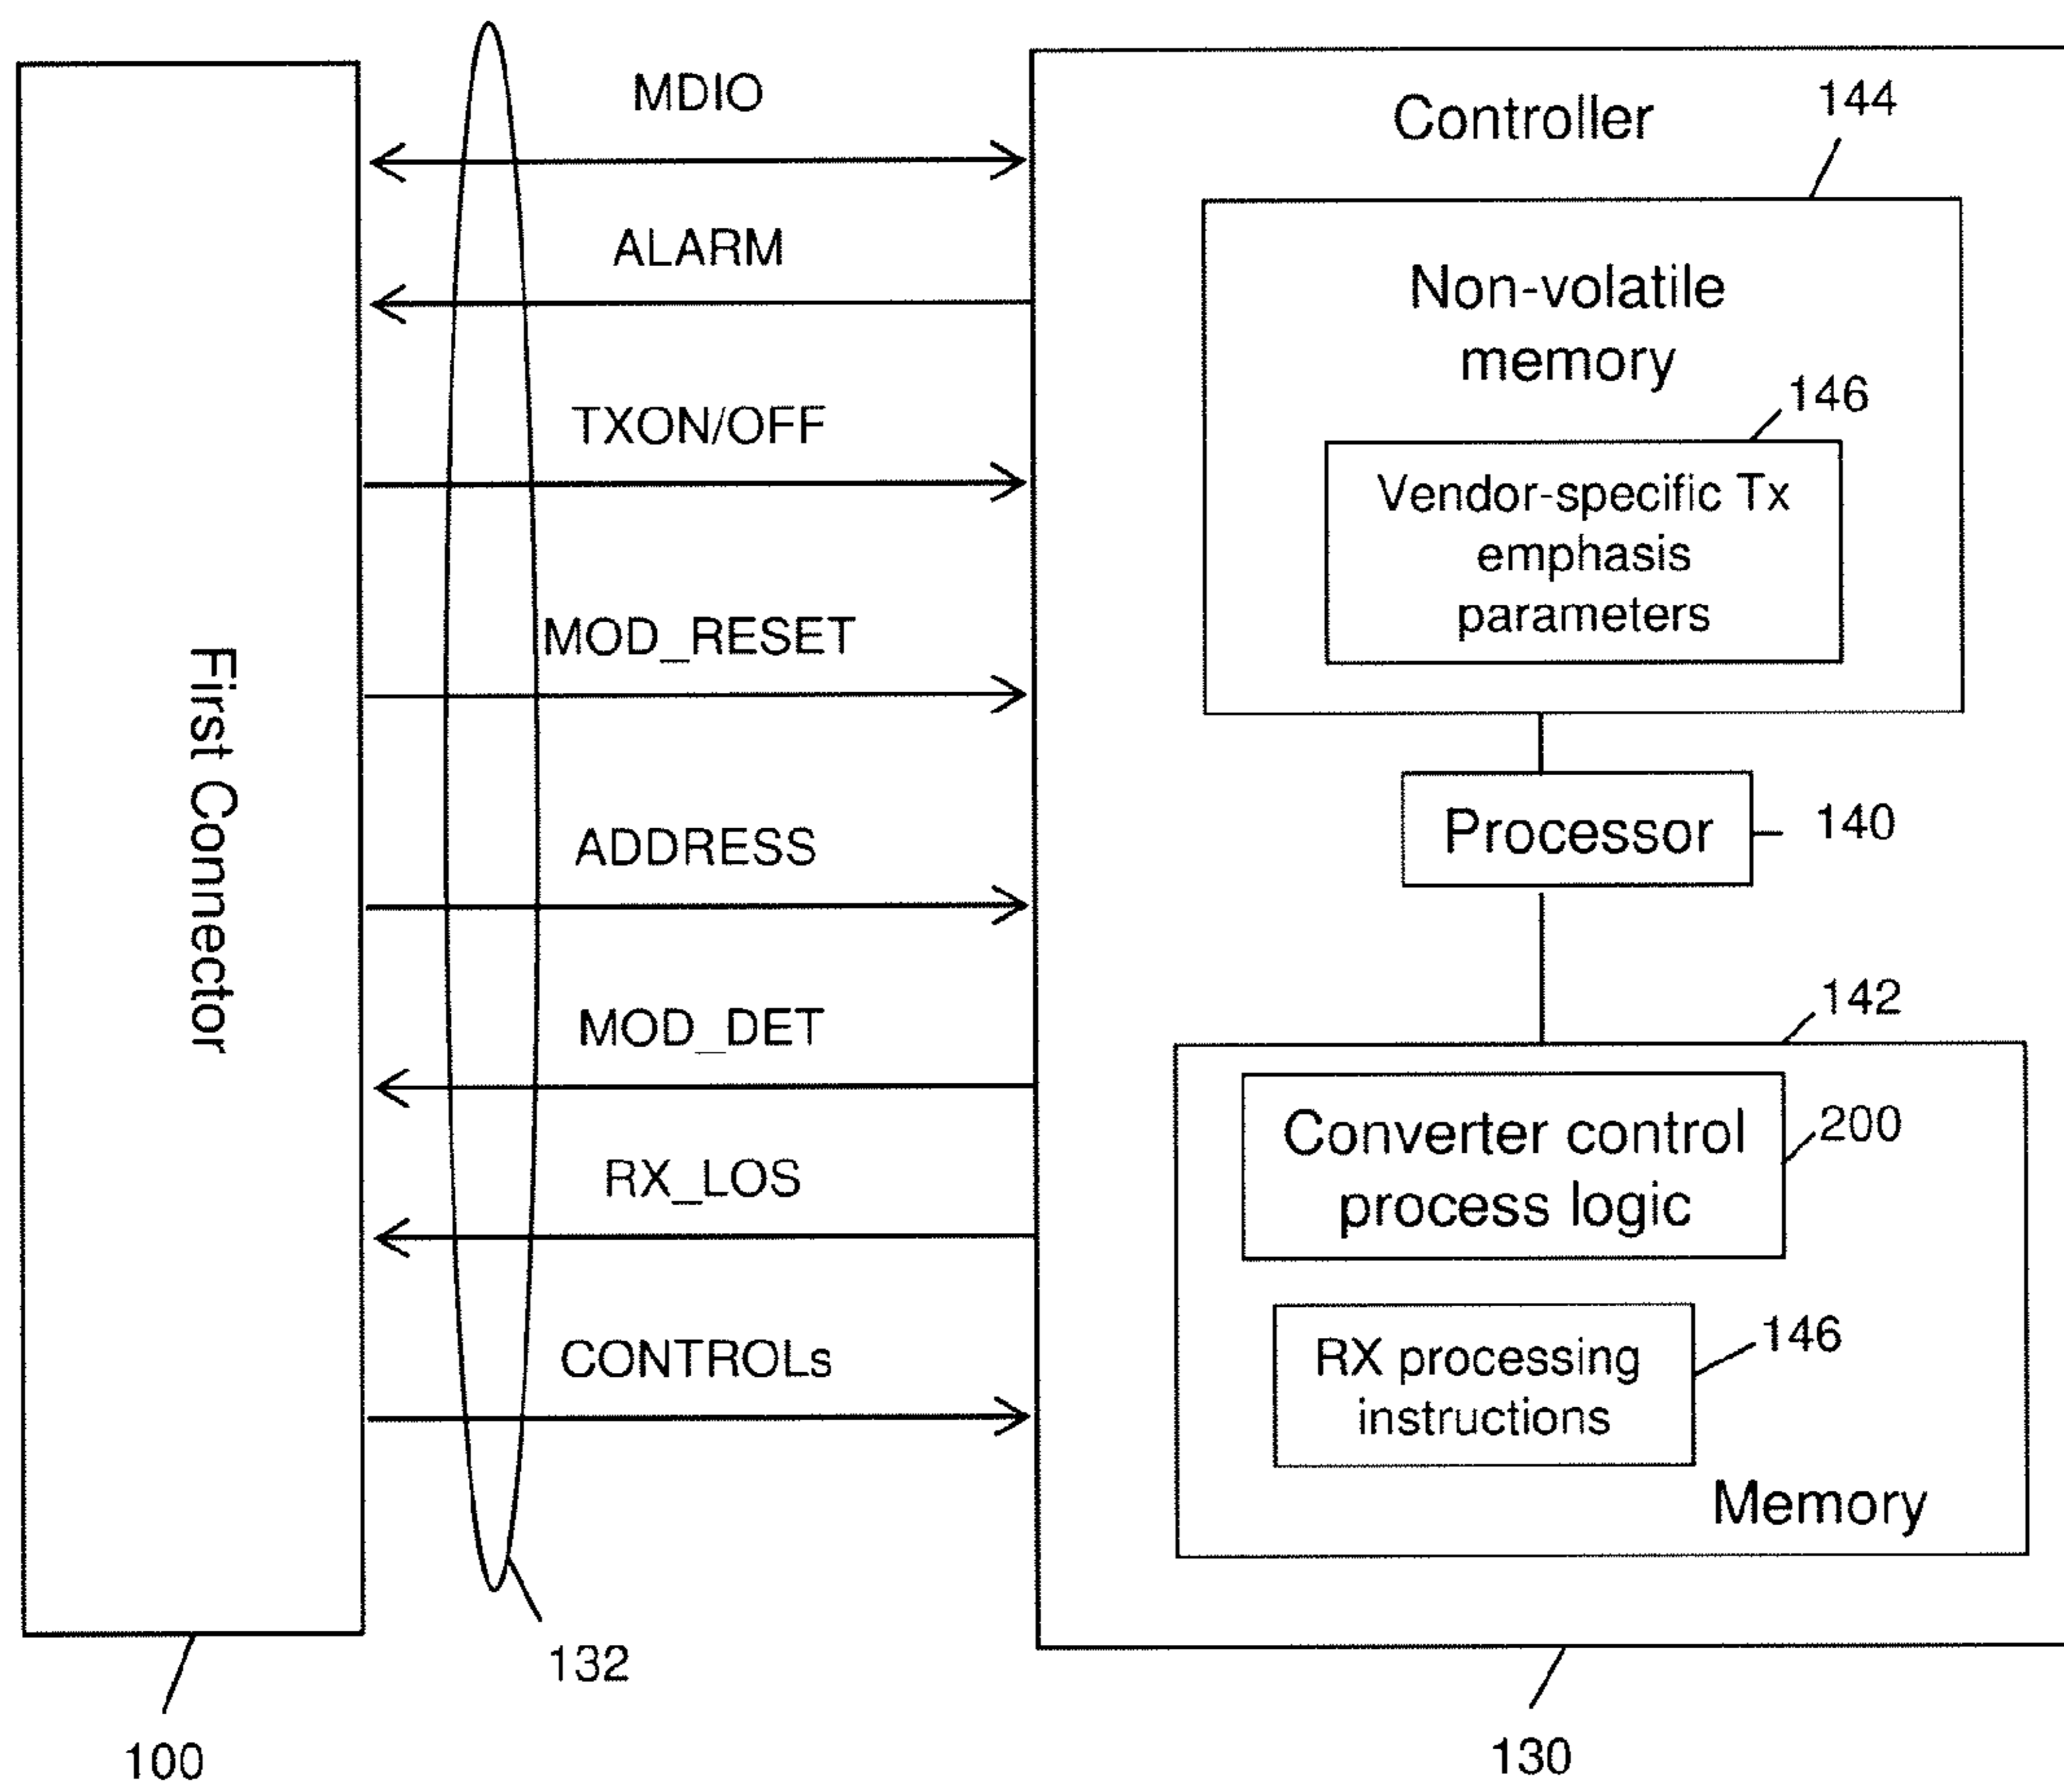 MDIO
ALARM
TXON/OFF
MOD_RESET
ADDRESS
MOD_DET
RX_LOS
CONTROLs
First Connector
100
132
Controller
144
Non-volatile
memory
146
Vendor-specific Tx
emphasis
parameters
Processor
140
142
Converter control
process logic
200
RX processing
instructions
146
Memory
130